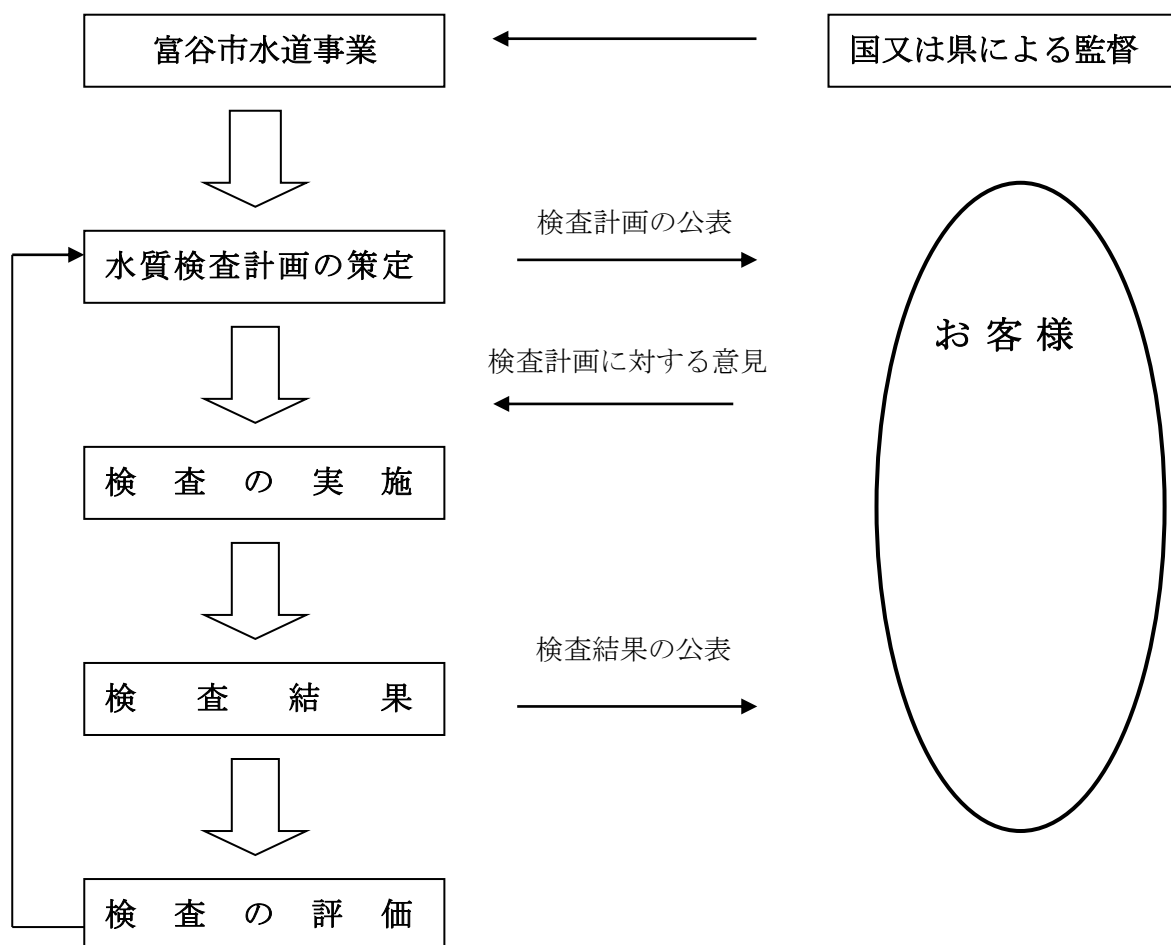 富谷市水道事業
国又は県による監督
検査計画の公表
水質検査計画の策定
お客様
検査計画に対する意見
検査の実施
検査結果の公表
検査結果
検査の評価